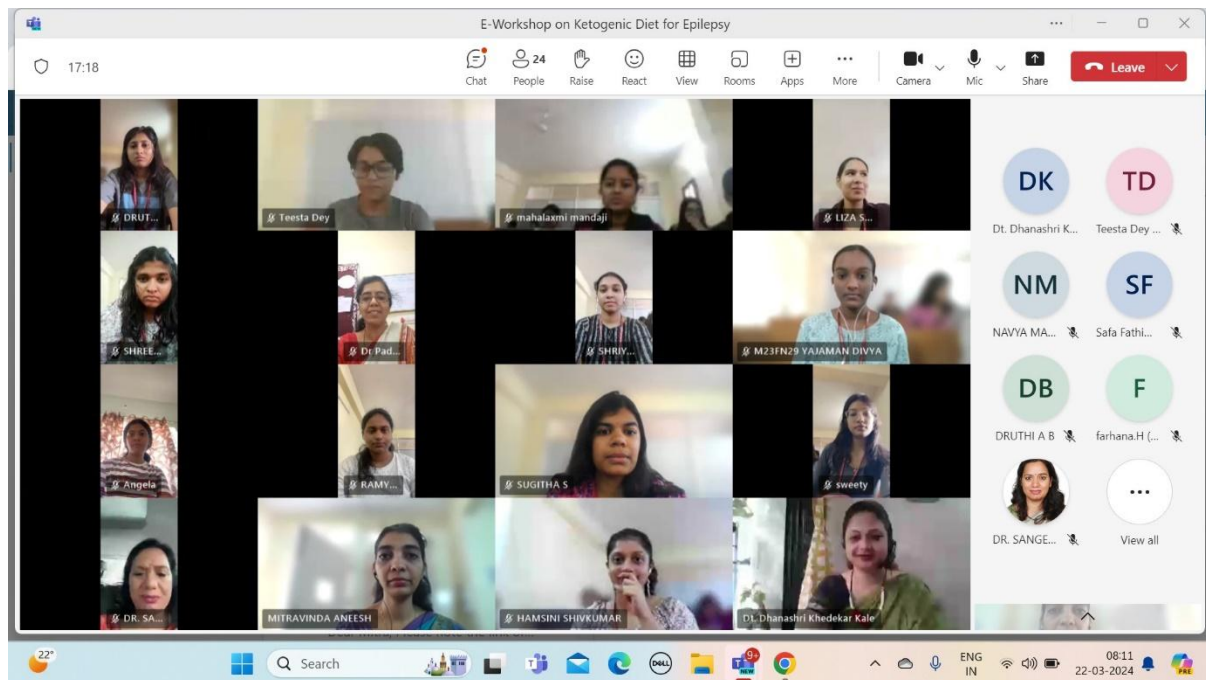 E-Workshop on Ketogenic Diet for Epilepsy
17:18
Chat
People 24
Raise
React
View
Rooms
Apps
More
Camera
Mic
Share
Leave
DRUT...
Teesta Dey
mahalaxmi mandaji
LIZA S...
SHREE...
Dr Pad...
SHRIY...
M23FN29 YAJAMAN DIVYA
Angela
RAMY...
SUGITHA S
sweety
DR. SA...
MITRAVINDA ANEESH
HAMSINI SHIVKUMAR
Dt. Dhanashri Khedekar Kale
DK
TD
Dt. Dhanashri K...
Teesta Dey ...
NM
SF
NAVYA MA...
Safa Fathi...
DB
F
DRUTHI A B
farhana.H (...
DR. SANGE...
View all
22°
Search
DELL
NEW
9+
ENG
IN
08:11
22-03-2024
PRE